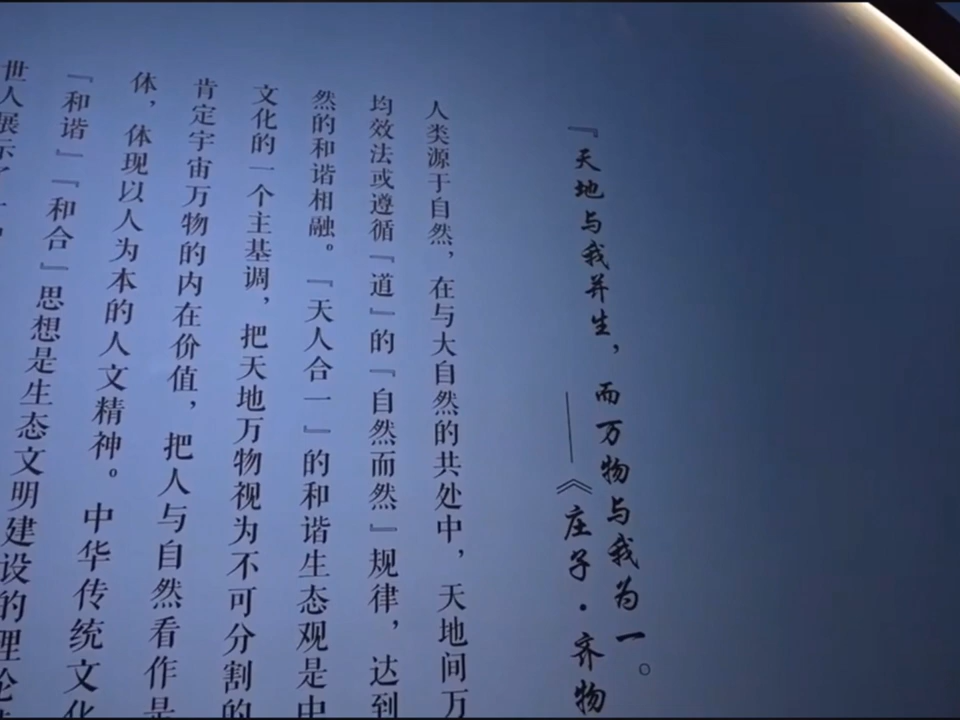 『天地与我并生，而万物与我为一。
——《庄子·齐物
人类源于自然，在与大自然的共处中，天地间万
均效法或遵循『道』的『自然而然』规律，达到
然的和谐相融。『天人合一』的和谐生态观是中
文化的一个主基调，把天地万物视为不可分割的
肯定宇宙万物的内在价值，把人与自然看作是
体，体现以人为本的人文精神。中华传统文化
『和谐』『和合』思想是生态文明建设的理论
世人展示了一